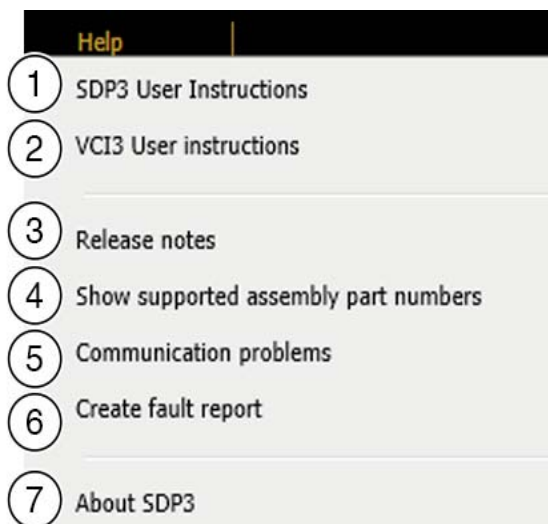 Help
1 SDP3 User Instructions
2 VCI3 User instructions
3 Release notes
4 Show supported assembly part numbers
5 Communication problems
6 Create fault report
7 About SDP3